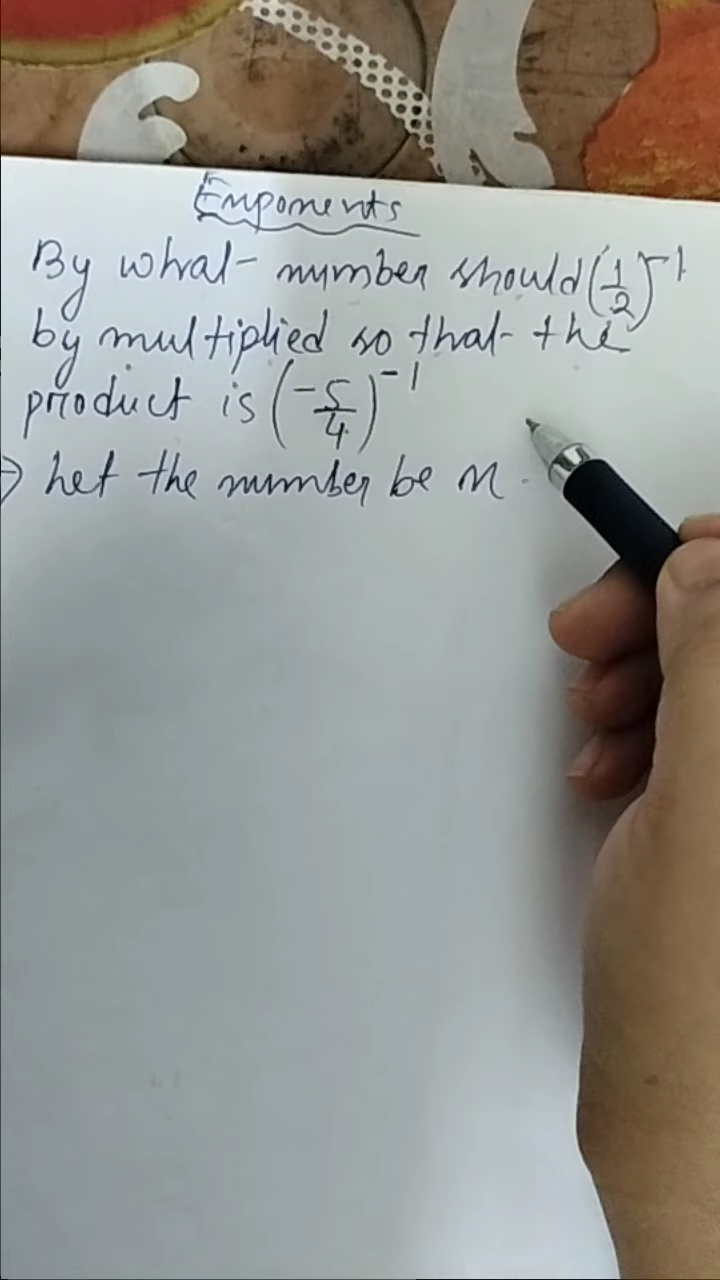 Exponents
By what number should (1/2)^-1
by multiplied so that the
product is (-5/4)^-1
→ Let the number be x.